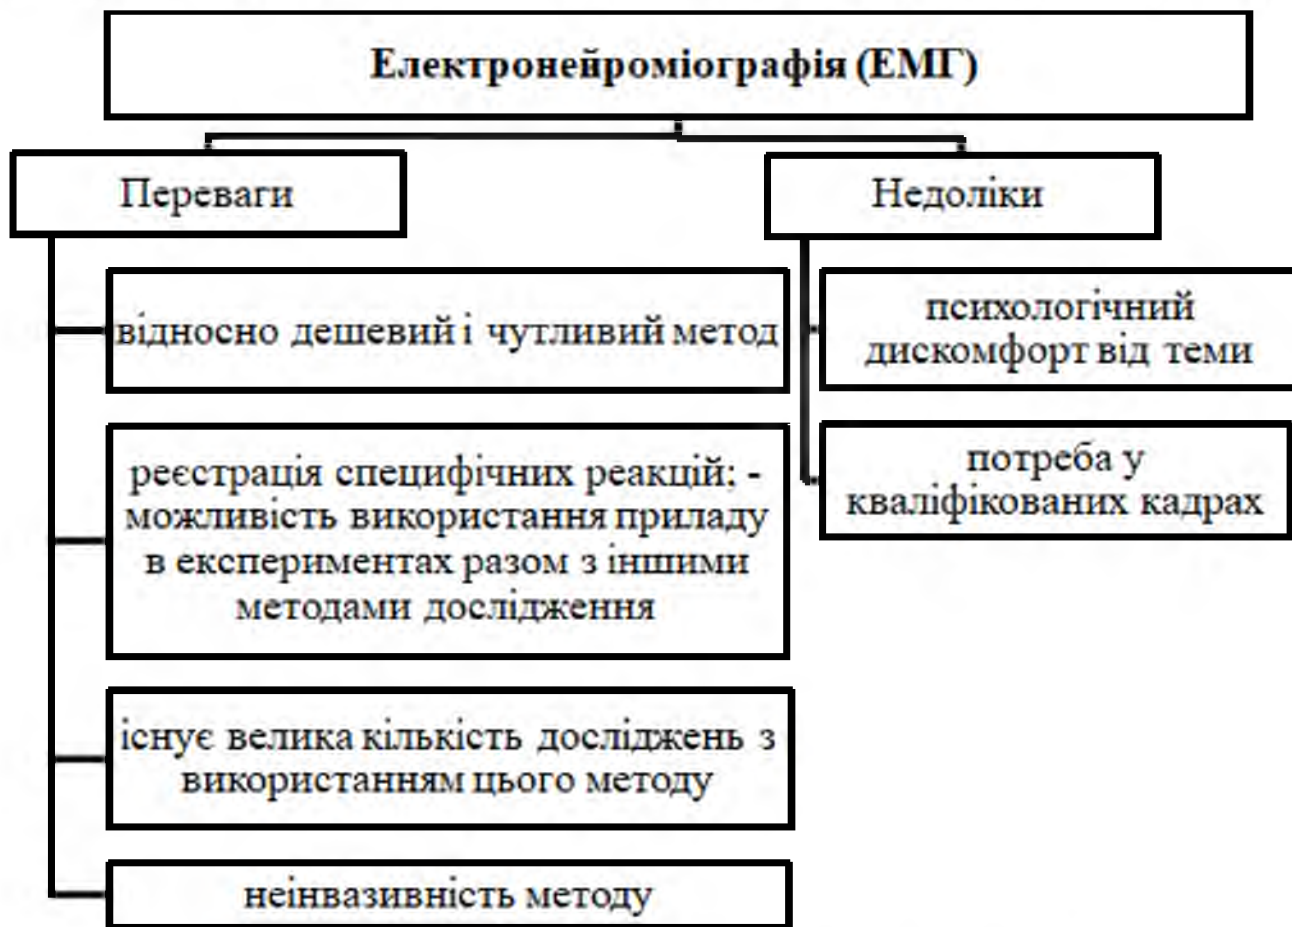 Електронейроміографія (ЕМГ)
Переваги
Недоліки
відносно дешевий і чутливий метод
реєстрація специфічних реакцій; -
можливість використання приладу
в експериментах разом з іншими
методами дослідження
існує велика кількість досліджень з
використанням цього методу
неінвазивність методу
психологічний
дискомфорт від теми
потреба у
кваліфікованих кадрах